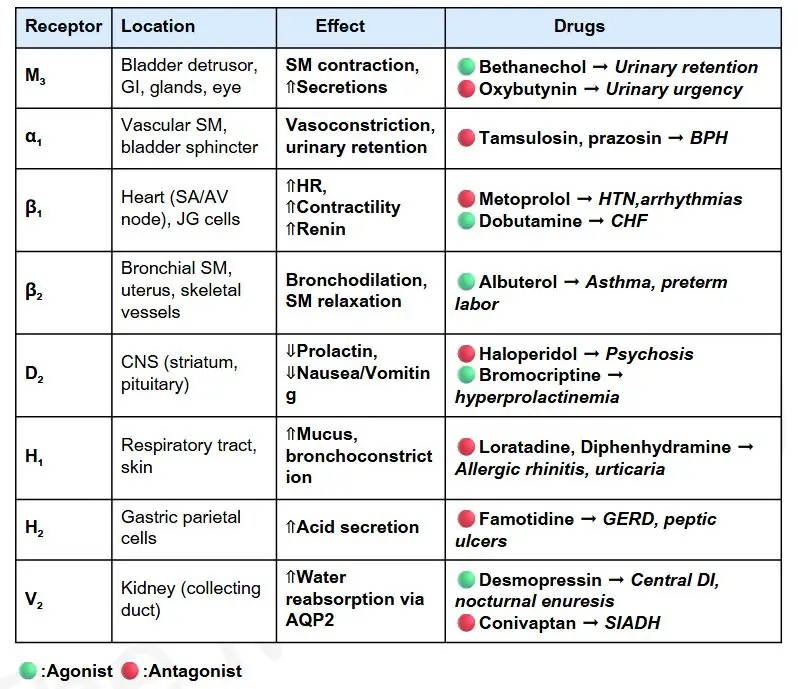 Receptor Location Effect Drugs
M₃ Bladder detrusor, GI, glands, eye SM contraction, ⇑Secretions Bethanechol → Urinary retention
Oxybutynin → Urinary urgency
α₁ Vascular SM, bladder sphincter Vasoconstriction, urinary retention Tamsulosin, prazosin → BPH
β₁ Heart (SA/AV node), JG cells ⇑HR, ⇑Contractility ⇑Renin Metoprolol → HTN,arrhythmias
Dobutamine → CHF
β₂ Bronchial SM, uterus, skeletal vessels Bronchodilation, SM relaxation Albuterol → Asthma, preterm labor
D₂ CNS (striatum, pituitary) ⇓Prolactin, ⇓Nausea/Vomiting Haloperidol → Psychosis
Bromocriptine → hyperprolactinemia
H₁ Respiratory tract, skin ⇑Mucus, bronchoconstriction Loratadine, Diphenhydramine → Allergic rhinitis, urticaria
H₂ Gastric parietal cells ⇑Acid secretion Famotidine → GERD, peptic ulcers
V₂ Kidney (collecting duct) ⇑Water reabsorption via AQP2 Desmopressin → Central DI, nocturnal enuresis
Conivaptan → SIADH
:Agonist :Antagonist